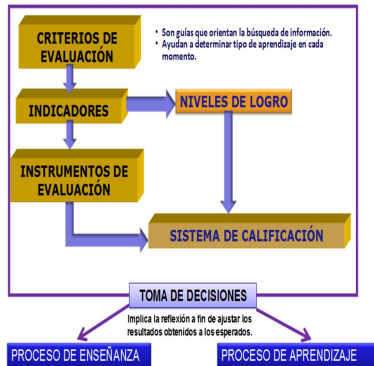 CRITERIOS DE
EVALUACIÓN
• Son guías que orientan la búsqueda de información.
• Ayudan a determinar tipo de aprendizaje en cada
momento.
INDICADORES
NIVELES DE LOGRO
INSTRUMENTOS DE
EVALUACIÓN
SISTEMA DE CALIFICACIÓN
TOMA DE DECISIONES
Implica la reflexión a fin de ajustar los
resultados obtenidos a los esperados.
PROCESO DE ENSEÑANZA
PROCESO DE APRENDIZAJE